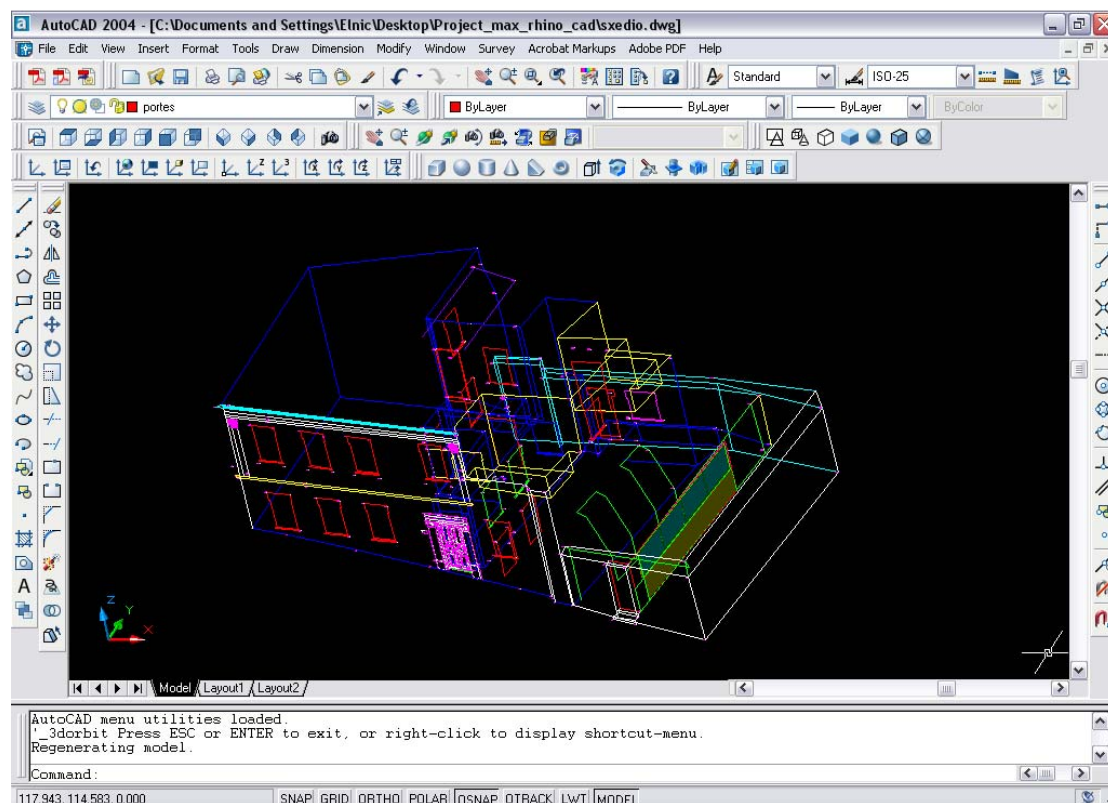 AutoCAD 2004 - [C:\Documents and Settings\Elnic\Desktop\Project_max_rhino_cad\sxedio.dwg]
File Edit View Insert Format Tools Draw Dimension Modify Window Survey Acrobat Markups Adobe PDF Help
Standard ISO-25
portes ByLayer ByLayer ByLayer ByColor
Z
Y
X
Model Layout1 Layout2
AutoCAD menu utilities loaded.
'_3dorbit Press ESC or ENTER to exit, or right-click to display shortcut-menu.
Regenerating model.
Command:
117.943, 114.583, 0.000 SNAP GRID ORTHO POLAR OSNAP OTRACK LWT MODEL